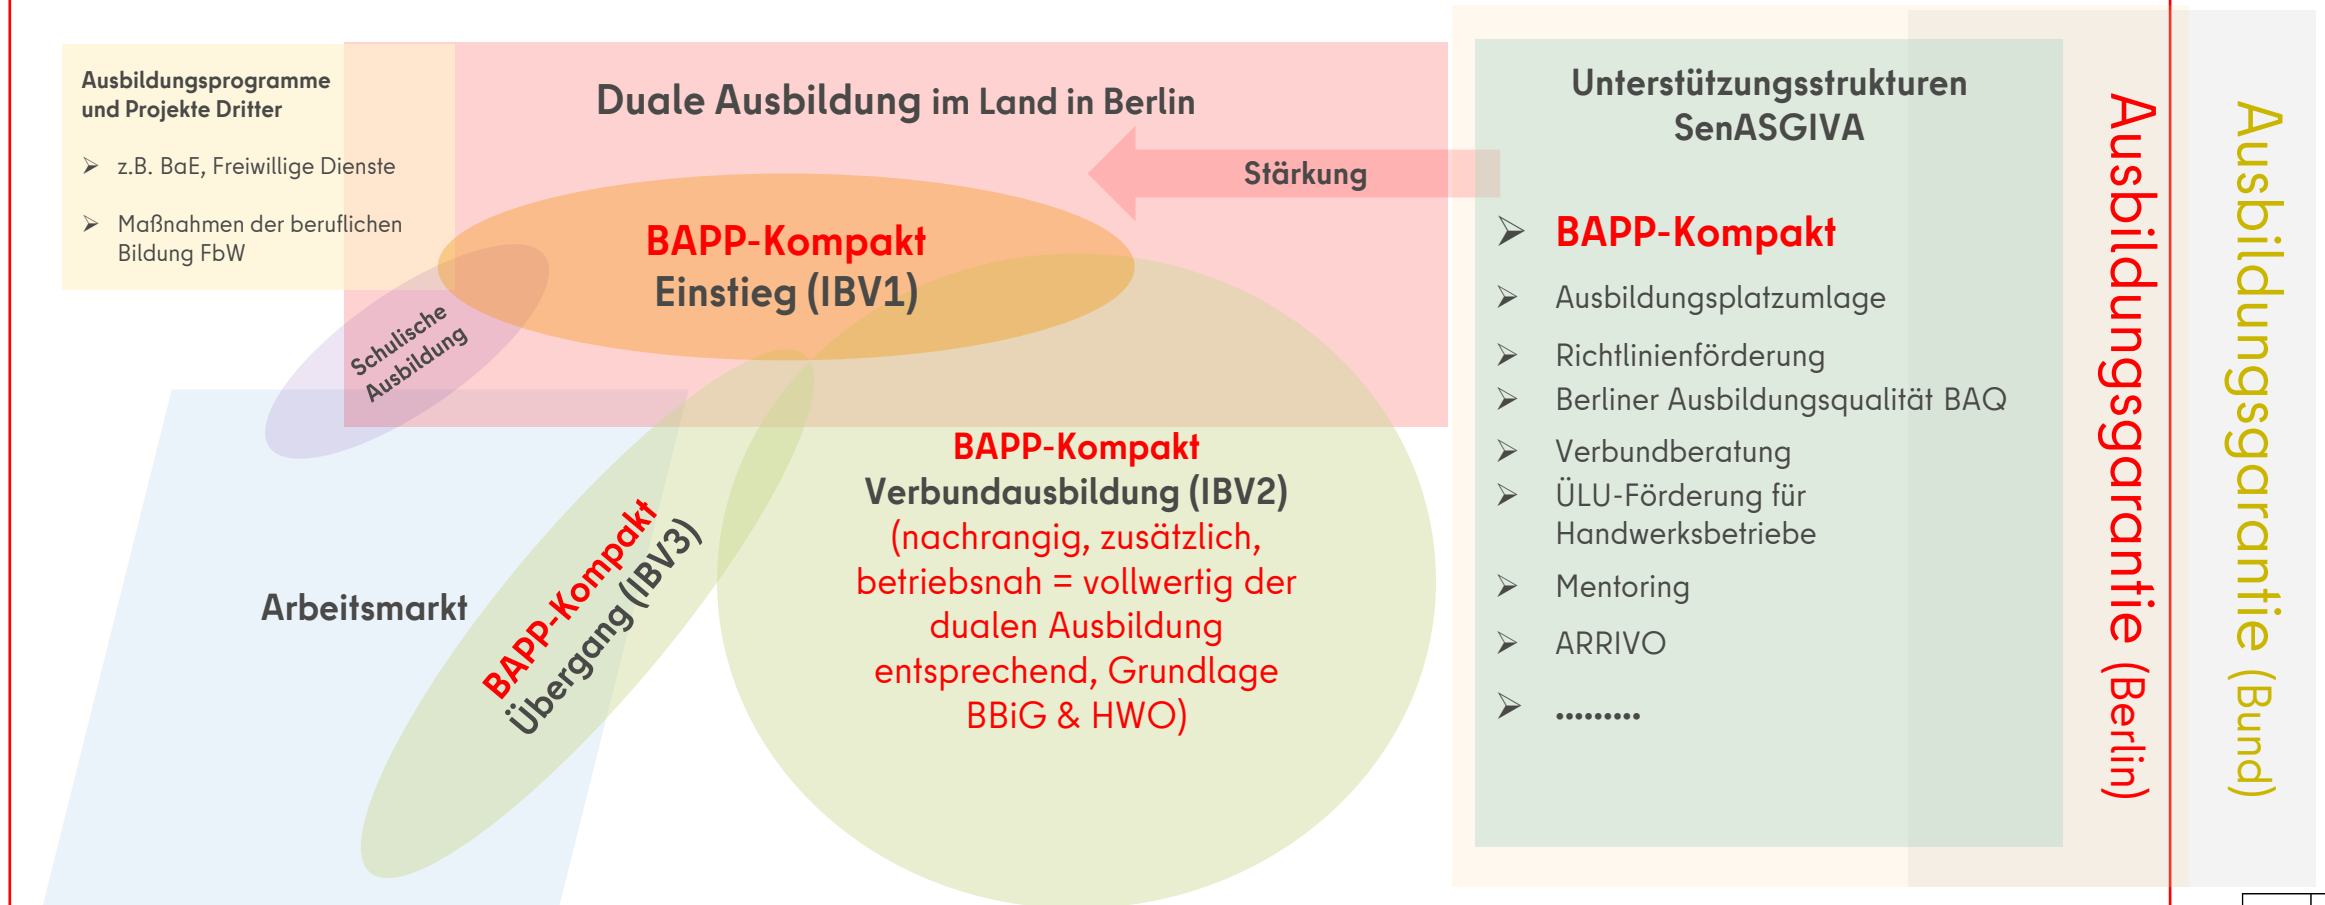 Ausbildungsprogramme
und Projekte Dritter
➢ z.B. BaE, Freiwillige Dienste
➢ Maßnahmen der beruflichen
Bildung FbW
Duale Ausbildung im Land in Berlin
Stärkung
BAPP-Kompakt
Einstieg (IBV1)
Schulische
Ausbildung
Arbeitsmarkt
BAPP-Kompakt
Übergang (IBV3)
BAPP-Kompakt
Verbundausbildung (IBV2)
(nachrangig, zusätzlich,
betriebsnah = vollwertig der
dualen Ausbildung
entsprechend, Grundlage
BBiG & HWO)
Unterstützungsstrukturen
SenASGIVA
➢ BAPP-Kompakt
➢ Ausbildungsplatzumlage
➢ Richtlinienförderung
➢ Berliner Ausbildungsqualität BAQ
➢ Verbundberatung
➢ ÜLU-Förderung für
Handwerksbetriebe
➢ Mentoring
➢ ARRIVO
➢ .........
Ausbildungsgarantie (Berlin)
Ausbildungsgarantie (Bund)